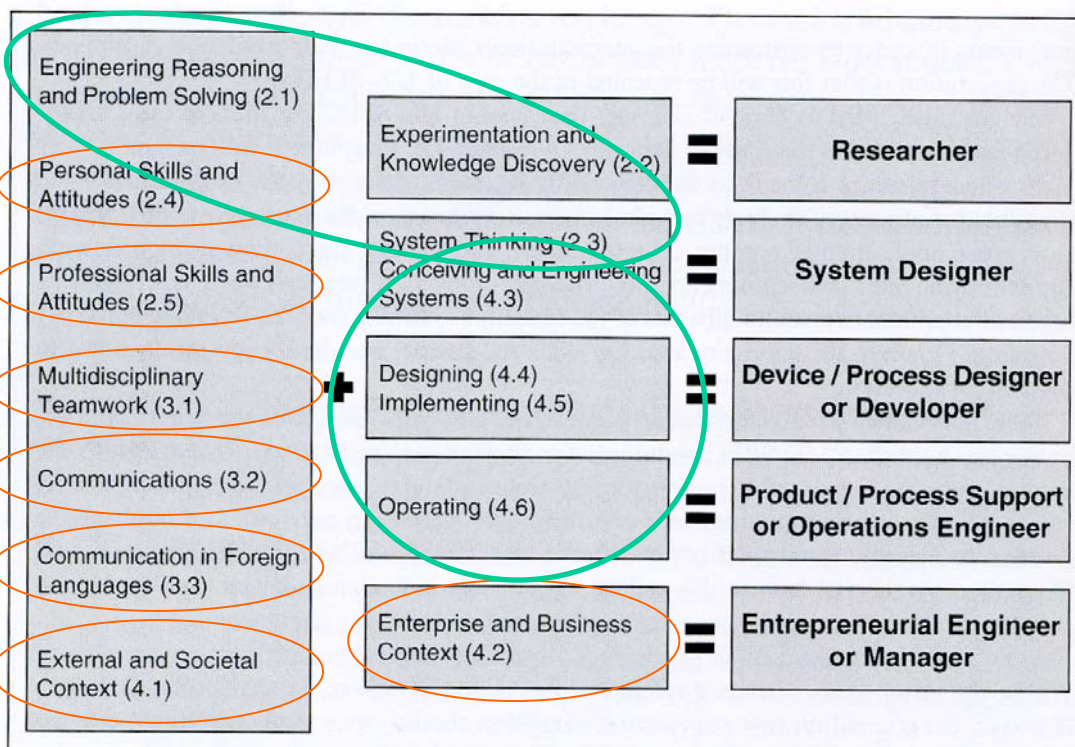 Engineering Reasoning
and Problem Solving (2.1)
Personal Skills and
Attitudes (2.4)
Professional Skills and
Attitudes (2.5)
Multidisciplinary
Teamwork (3.1)
Communications (3.2)
Communication in Foreign
Languages (3.3)
External and Societal
Context (4.1)
+
Experimentation and
Knowledge Discovery (2.2)
=
Researcher
System Thinking (2.3)
Conceiving and Engineering
Systems (4.3)
=
System Designer
Designing (4.4)
Implementing (4.5)
=
Device / Process Designer
or Developer
Operating (4.6)
=
Product / Process Support
or Operations Engineer
Enterprise and Business
Context (4.2)
=
Entrepreneurial Engineer
or Manager